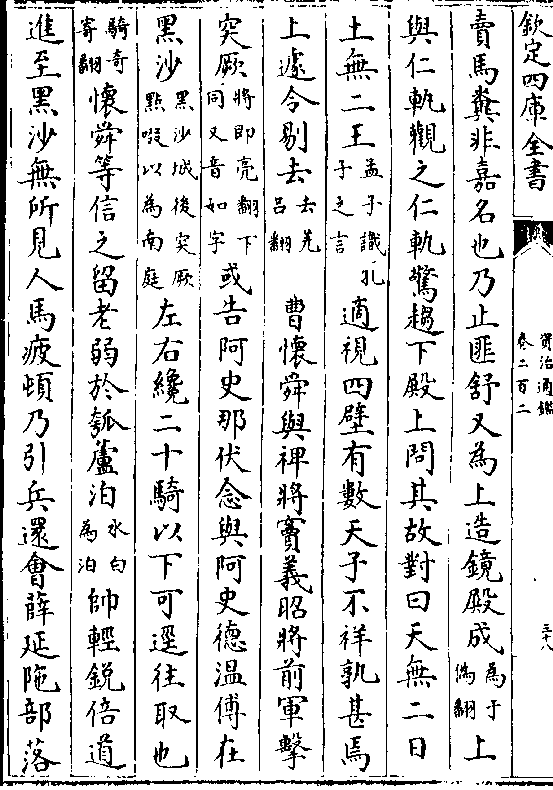 欽定四庫全書
資治通鑑
卷二百二
三十八
賣馬糞非嘉名也乃止匪舒又為上造鏡殿成為于偽翻上
與仁軌觀之仁軌驚趨下殿上問其故對曰天無二日
土無二王孟子識孔子之言適視四壁有數天子不祥孰甚焉
上遽令剔去去羌呂翻 曹懷舜與裨將竇義昭將前軍擊
突厥將即亮翻下同又音如字或告阿史那伏念與阿史德溫傅在
黑沙黑沙城後突厥默啜以為南庭左右纔二十騎以下可逕往取也
騎奇寄翻懷舜等信之留老弱於瓠蘆泊水白為泊帥輕銳倍道
進至黑沙無所見人馬疲頓乃引兵還會薛延陁部落